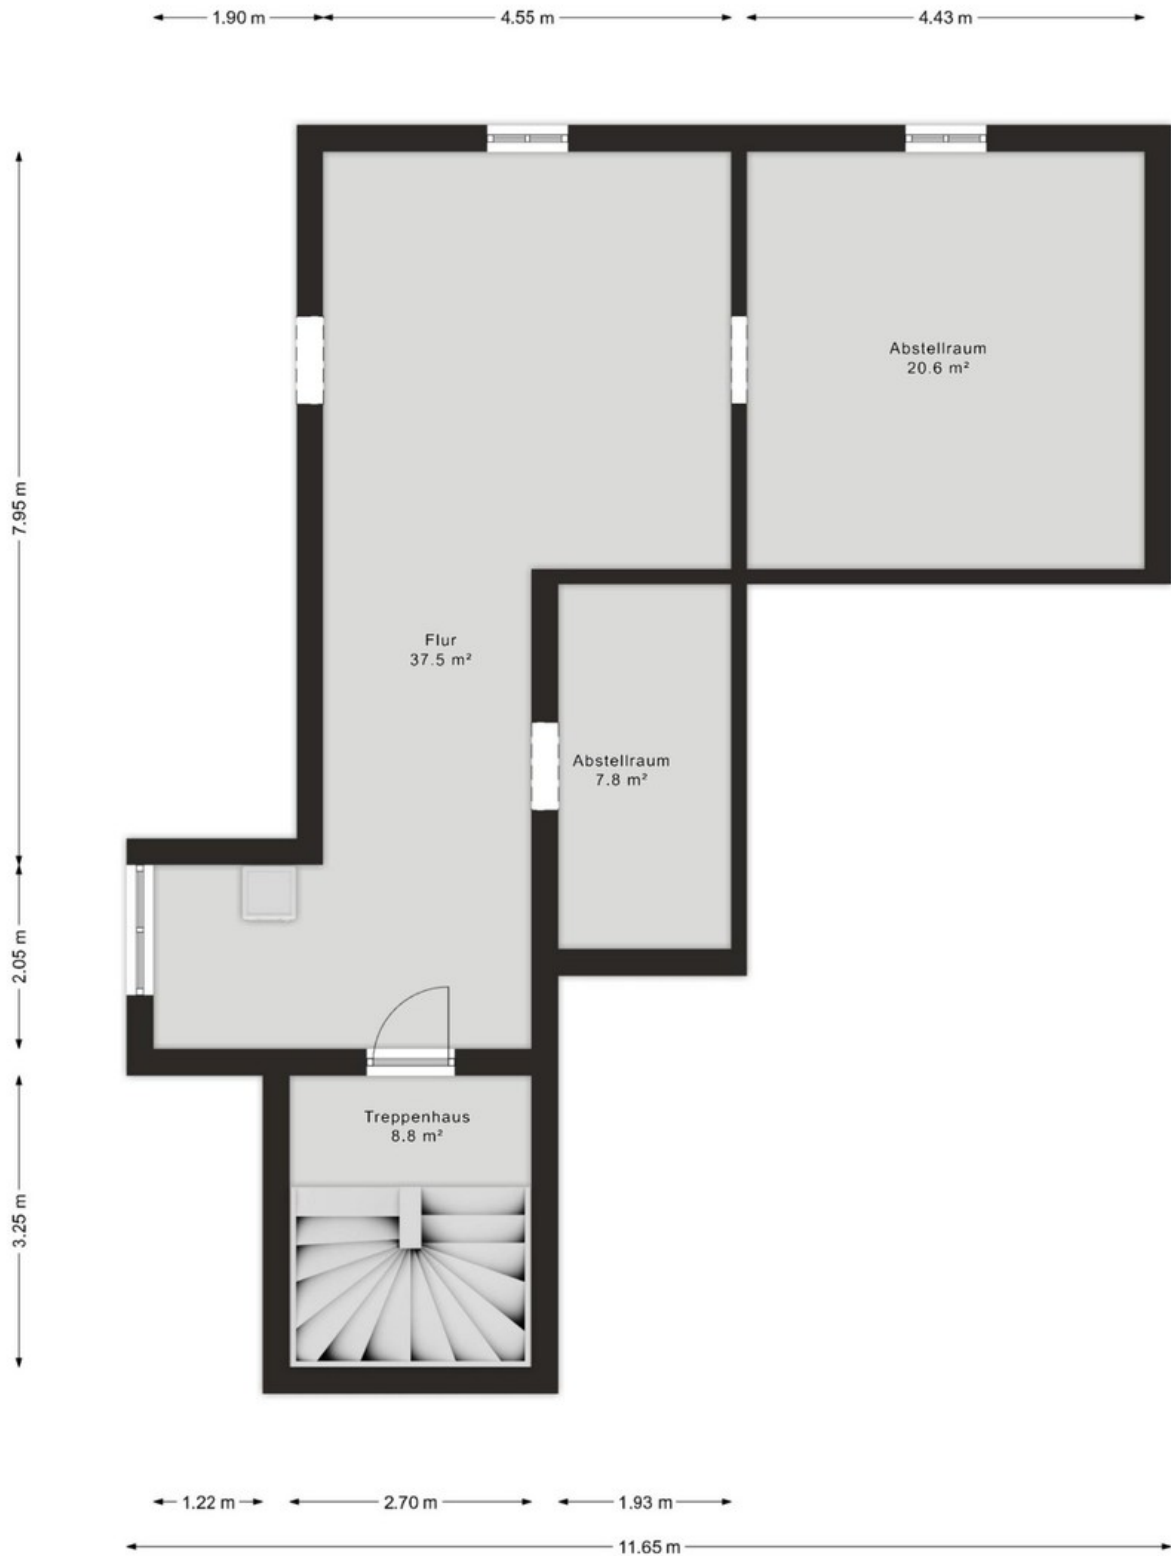 1.90 m
4.55 m
4.43 m
Abstellraum
20.6 m²
7.95 m
Flur
37.5 m²
Abstellraum
7.8 m²
2.05 m
Treppenhaus
8.8 m²
3.25 m
1.22 m
2.70 m
1.93 m
11.65 m